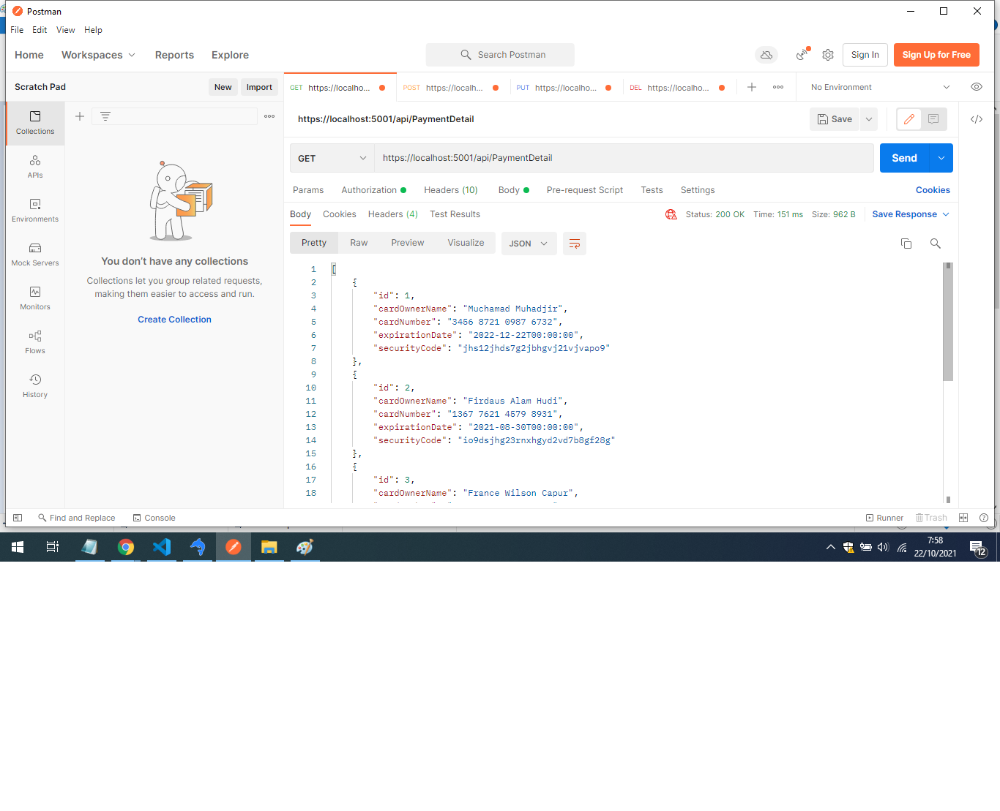 Postman
File Edit View Help
Home Workspaces Reports Explore Search Postman Sign In Sign Up for Free
Scratch Pad New Import GET https://localho... POST https://localho... PUT https://localho... DEL https://localho... No Environment
Collections
APIs
Environments
Mock Servers
Monitors
Flows
History
You don't have any collections
Collections let you group related requests,
making them easier to access and run.
Create Collection
https://localhost:5001/api/PaymentDetail Save
GET https://localhost:5001/api/PaymentDetail Send
Params Authorization Headers (10) Body Pre-request Script Tests Settings Cookies
Body Cookies Headers (4) Test Results Status: 200 OK Time: 151 ms Size: 962 B Save Response
Pretty Raw Preview Visualize JSON
1 [
2 {
3 "id": 1,
4 "cardOwnerName": "Muchamad Muhadjir",
5 "cardNumber": "3456 8721 0987 6732",
6 "expirationDate": "2022-12-22T00:00:00",
7 "securityCode": "jhs12jhds7g2jbhgvj21vjvapo9"
8 },
9 {
10 "id": 2,
11 "cardOwnerName": "Firdaus Alam Hudi",
12 "cardNumber": "1367 7621 4579 8931",
13 "expirationDate": "2021-08-30T00:00:00",
14 "securityCode": "io9dsjhg23rnxhgyd2vd7b8gf28g"
15 },
16 {
17 "id": 3,
18 "cardOwnerName": "France Wilson Capur",
Find and Replace Console Runner Trash
7:58
22/10/2021
12